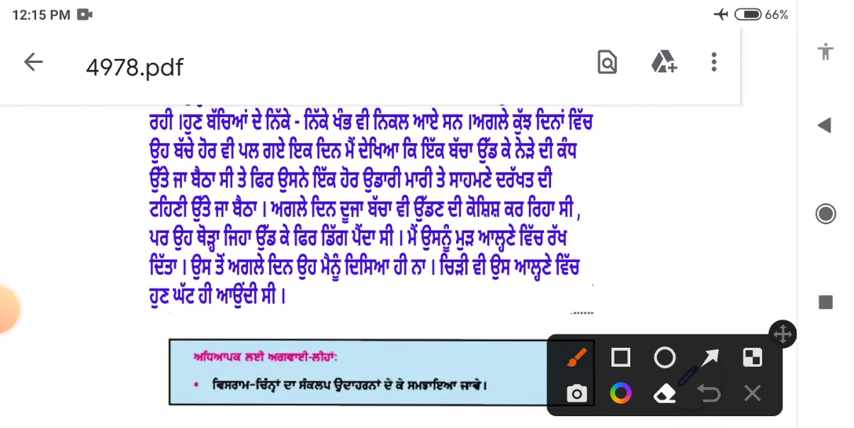 12:15 PM
66%
4978.pdf
ਰਹੀ ।ਹੁਣ ਬੱਚਿਆਂ ਦੇ ਨਿੱਕੇ - ਨਿੱਕੇ ਖੰਭ ਵੀ ਨਿਕਲ ਆਏ ਸਨ ।ਅਗਲੇ ਕੁੱਝ ਦਿਨਾਂ ਵਿੱਚ
ਉਹ ਬੱਚੇ ਹੋਰ ਵੀ ਪਲ ਗਏ ਇਕ ਦਿਨ ਮੈਂ ਦੇਖਿਆ ਕਿ ਇੱਕ ਬੱਚਾ ਉੱਡ ਕੇ ਨੇੜੇ ਦੀ ਕੰਧ
ਉੱਤੇ ਜਾ ਬੈਠਾ ਸੀ ਤੇ ਫਿਰ ਉਸਨੇ ਇੱਕ ਹੋਰ ਉਡਾਰੀ ਮਾਰੀ ਤੇ ਸਾਹਮਣੇ ਦਰੱਖਤ ਦੀ
ਟਹਿਣੀ ਉੱਤੇ ਜਾ ਬੈਠਾ । ਅਗਲੇ ਦਿਨ ਦੂਜਾ ਬੱਚਾ ਵੀ ਉੱਡਣ ਦੀ ਕੋਸ਼ਿਸ਼ ਕਰ ਰਿਹਾ ਸੀ ,
ਪਰ ਉਹ ਥੋੜ੍ਹਾ ਜਿਹਾ ਉੱਡ ਕੇ ਫਿਰ ਡਿੱਗ ਪੈਂਦਾ ਸੀ । ਮੈਂ ਉਸਨੂੰ ਮੁੜ ਆਲ੍ਹਣੇ ਵਿੱਚ ਰੱਖ
ਦਿੱਤਾ । ਉਸ ਤੋਂ ਅਗਲੇ ਦਿਨ ਉਹ ਮੈਨੂੰ ਦਿਸਿਆ ਹੀ ਨਾ । ਚਿੜੀ ਵੀ ਉਸ ਆਲ੍ਹਣੇ ਵਿੱਚ
ਹੁਣ ਘੱਟ ਹੀ ਆਉਂਦੀ ਸੀ ।
ਅਧਿਆਪਕ ਲਈ ਅਗਵਾਈ-ਲੀਹਾਂ:
• ਵਿਸਰਾਮ-ਚਿੰਨ੍ਹਾਂ ਦਾ ਸੰਕਲਪ ਉਦਾਹਰਨਾਂ ਦੇ ਕੇ ਸਮਝਾਇਆ ਜਾਵੇ।